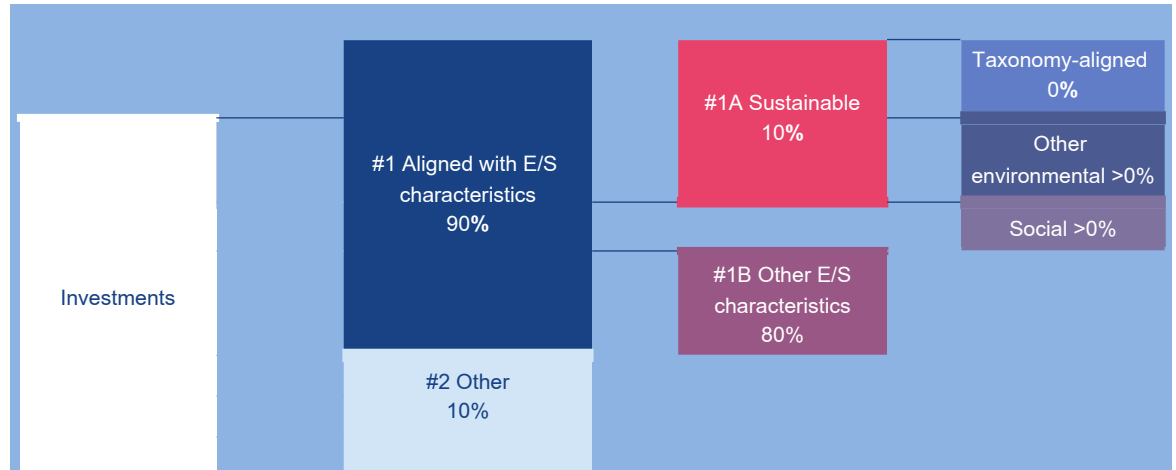 Investments
#1 Aligned with E/S
characteristics
90%
#2 Other
10%
#1A Sustainable
10%
#1B Other E/S
characteristics
80%
Taxonomy-aligned
0%
Other
environmental >0%
Social >0%